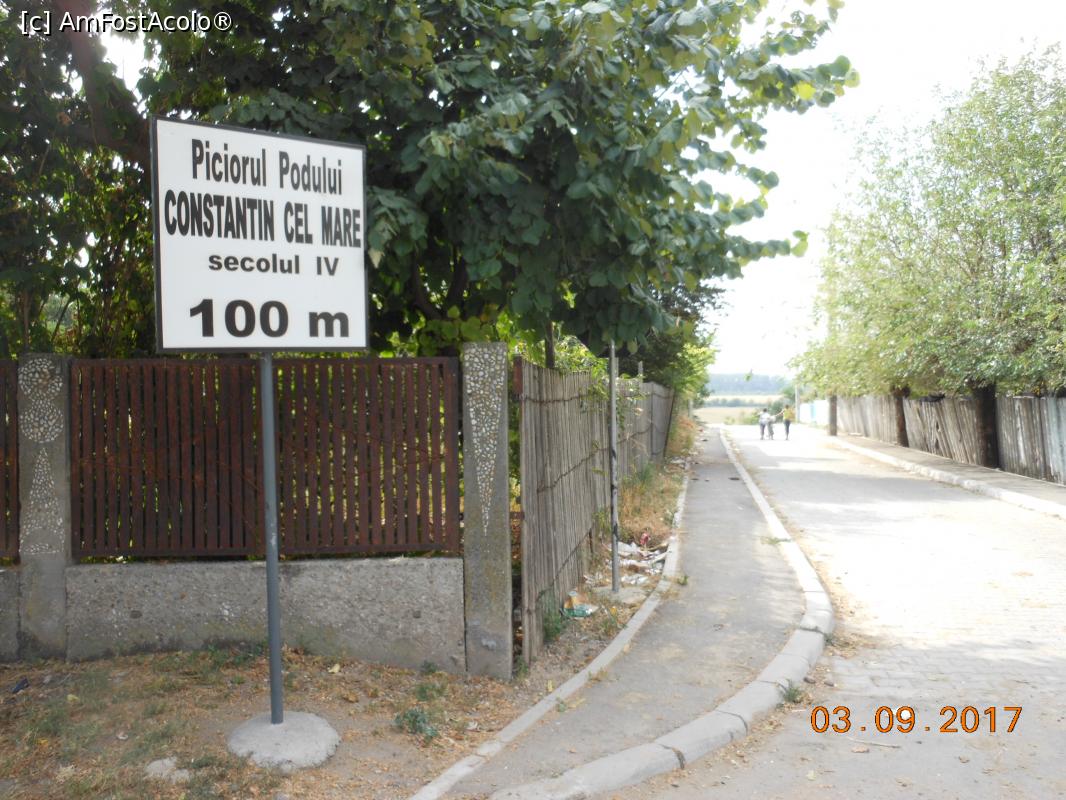 [c] AmFostAcolo®
Piciorul Podului
CONSTANTIN CEL MARE
secolul IV
100 m
03.09.2017